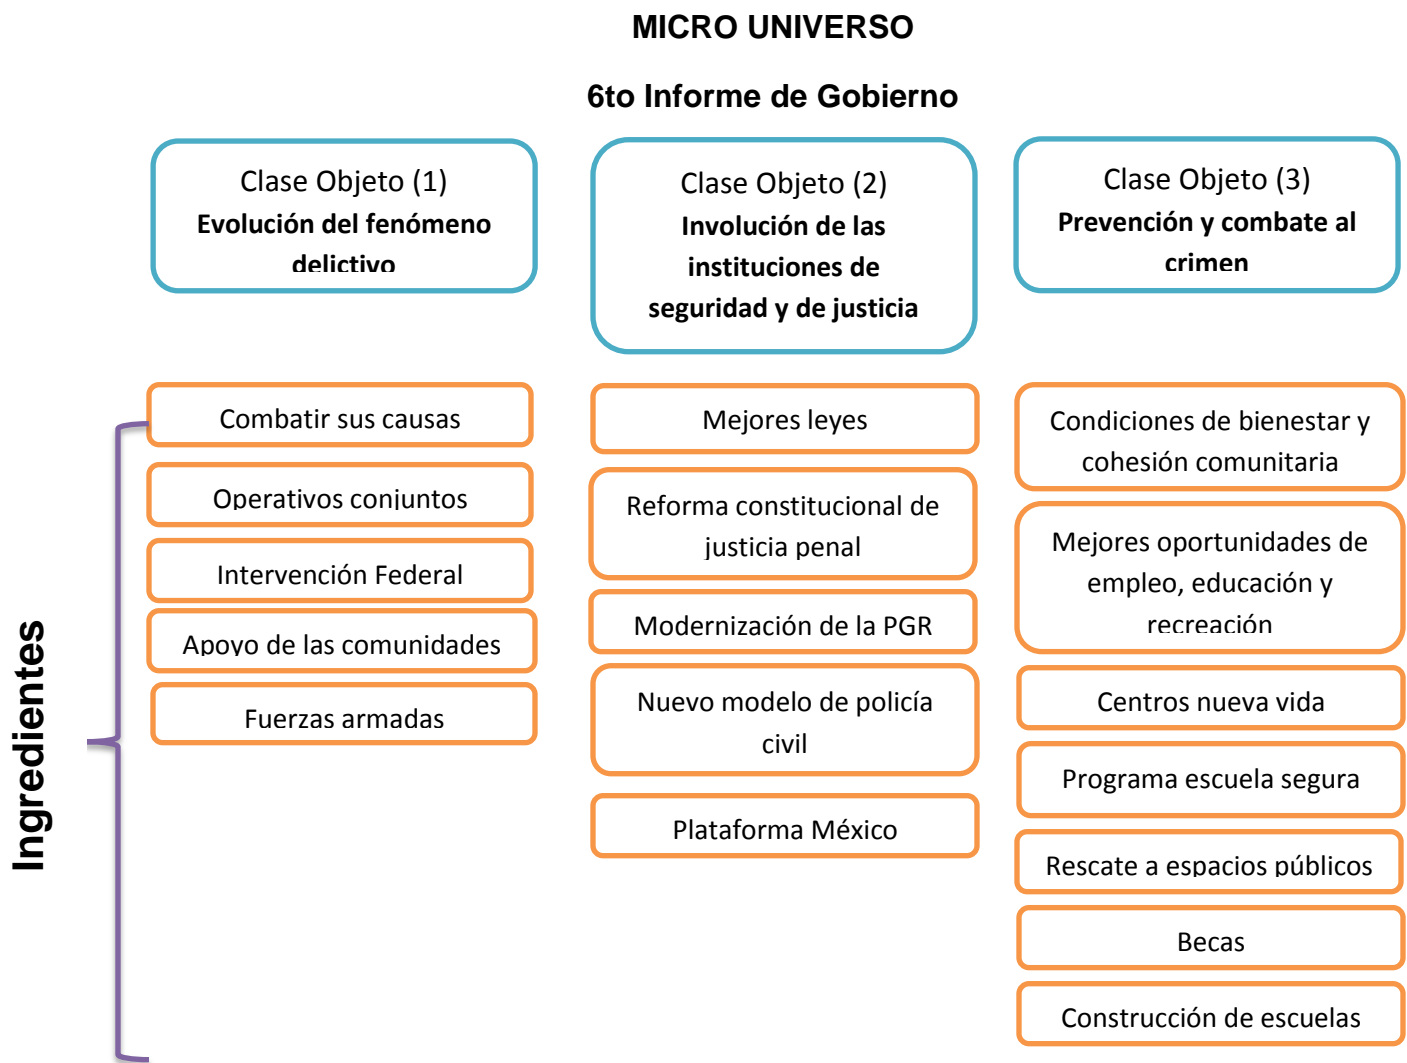 MICRO UNIVERSO
6to Informe de Gobierno
Clase Objeto (1)
Evolución del fenómeno
delictivo
Clase Objeto (2)
Involución de las
instituciones de
seguridad y de justicia
Clase Objeto (3)
Prevención y combate al
crimen
Ingredientes
Combatir sus causas
Operativos conjuntos
Intervención Federal
Apoyo de las comunidades
Fuerzas armadas
Mejores leyes
Reforma constitucional de
justicia penal
Modernización de la PGR
Nuevo modelo de policía
civil
Plataforma México
Condiciones de bienestar y
cohesión comunitaria
Mejores oportunidades de
empleo, educación y
recreación
Centros nueva vida
Programa escuela segura
Rescate a espacios públicos
Becas
Construcción de escuelas